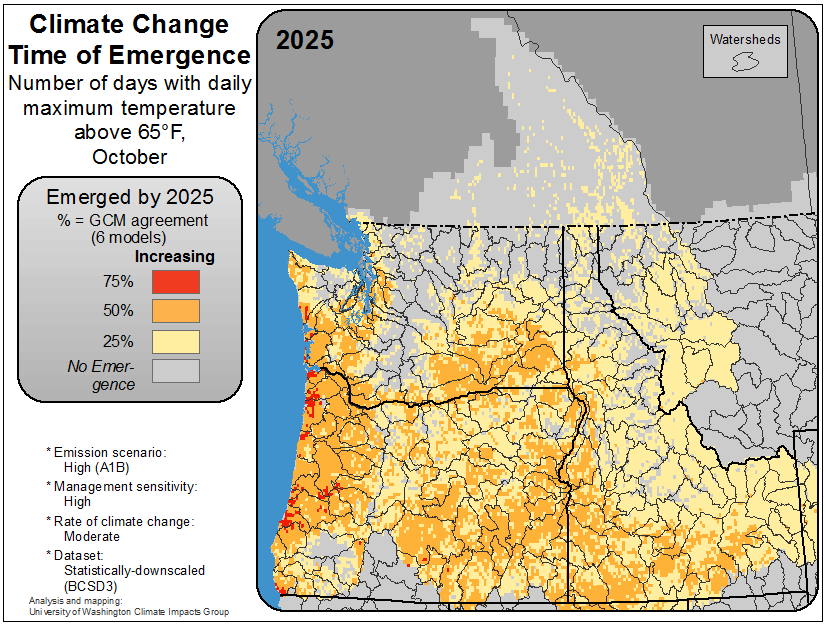 Climate Change
Time of Emergence
Number of days with daily
maximum temperature
above 65°F,
October
Emerged by 2025
% = GCM agreement
(6 models)
Increasing
75%
50%
25%
No Emer-
gence
* Emission scenario:
High (A1B)
* Management sensitivity:
High
* Rate of climate change:
Moderate
* Dataset:
Statistically-downscaled
(BCSD3)
Analysis and mapping:
University of Washington Climate Impacts Group
2025
Watersheds